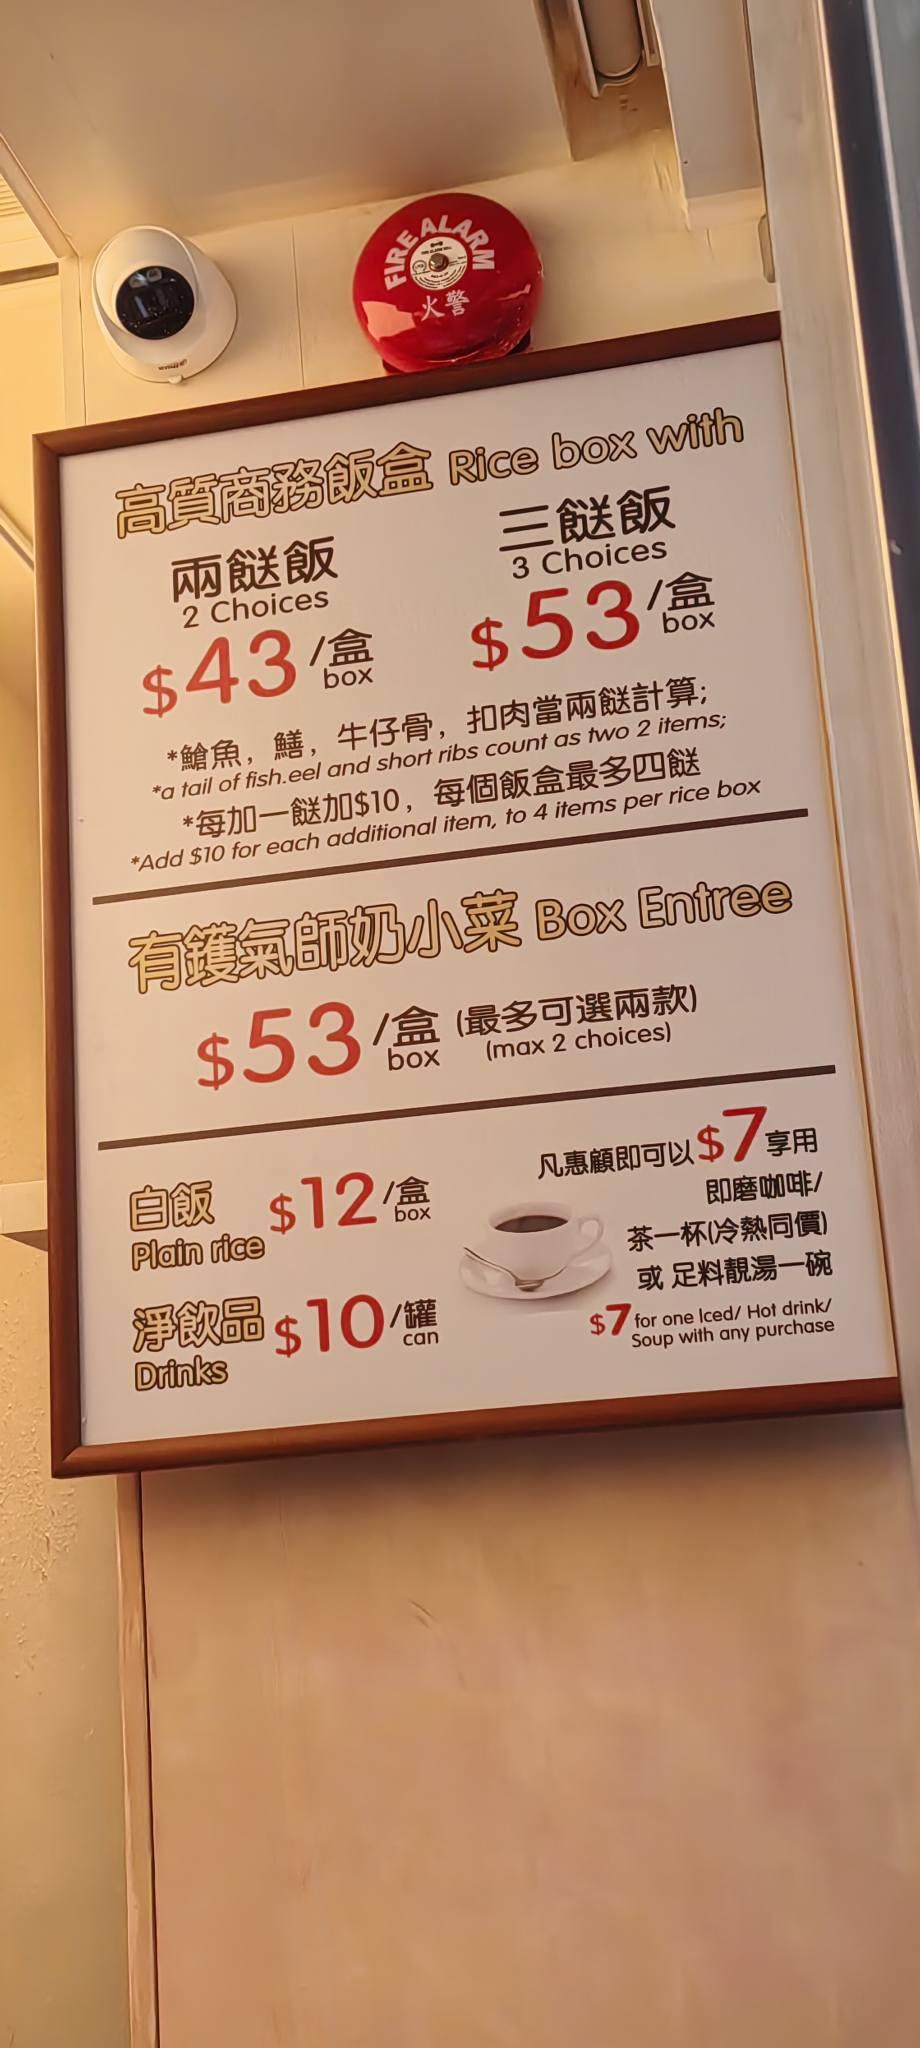 FIRE ALARM
火警
高質商務飯盒 Rice box with
兩餸飯
2 Choices
$43/盒
box
三餸飯
3 Choices
$53/盒
box
*鱠魚，鱔，牛仔骨，扣肉當兩餸計算;
*a tail of fish.eel and short ribs count as two 2 items;
*每加一餸加$10，每個飯盒最多四餸
*Add $10 for each additional item, to 4 items per rice box
有鑊氣師奶小菜 Box Entree
$53/盒 (最多可選兩款)
box (max 2 choices)
白飯 $12/盒
Plain rice box
淨飲品 $10/罐
Drinks can
凡惠顧即可以$7享用
即磨咖啡/
茶一杯(冷熱同價)
或 足料靚湯一碗
$7 for one Iced/ Hot drink/
Soup with any purchase